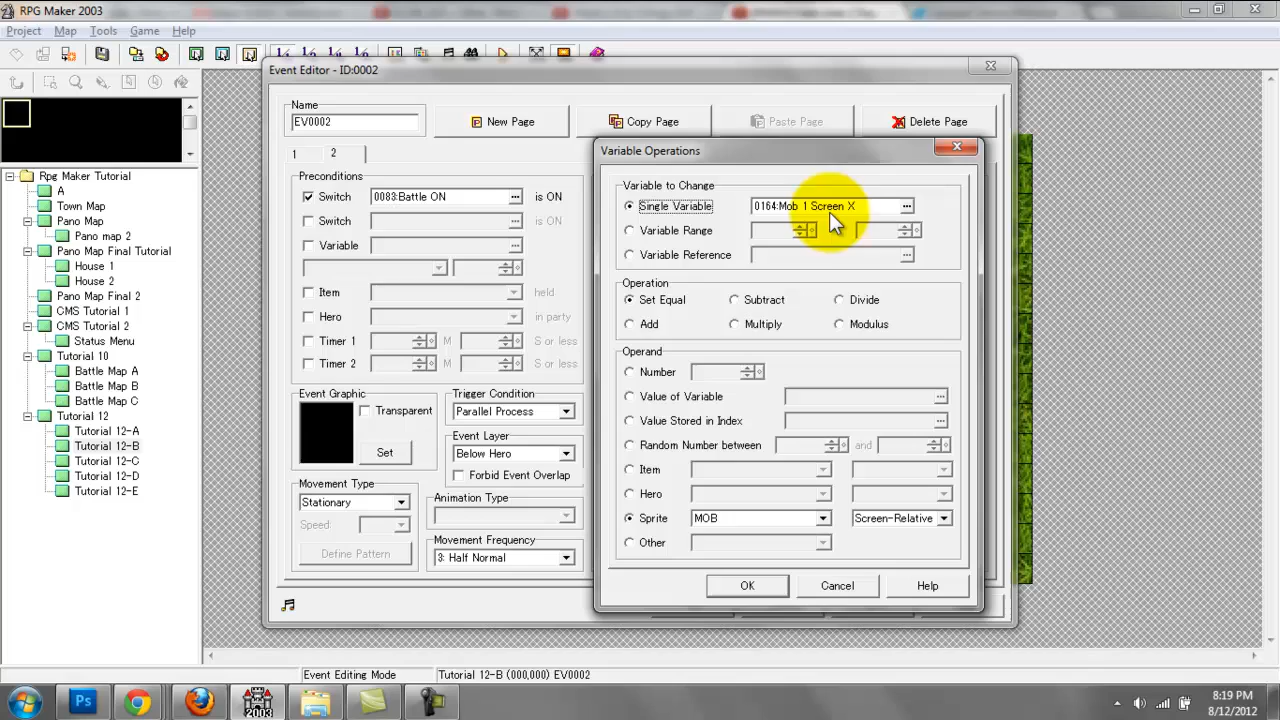 RPG Maker 2003
Project Map Tools Game Help
Event Editor - ID:0002
Name
EV0002
New Page
Copy Page
Paste Page
Delete Page
1 2
Preconditions
Switch 0083:Battle ON ... is ON
Switch ... is ON
Variable ...
Item held
Hero in party
Timer 1 M S or less
Timer 2 M S or less
Event Graphic
Transparent
Set
Trigger Condition
Parallel Process
Event Layer
Below Hero
Forbid Event Overlap
Movement Type
Stationary
Speed:
Define Pattern
Animation Type
Movement Frequency
3: Half Normal
Variable Operations
Variable to Change
Single Variable 0164:Mob 1 Screen X ...
Variable Range
Variable Reference ...
Operation
Set Equal Subtract Divide
Add Multiply Modulus
Operand
Number
Value of Variable ...
Value Stored in Index ...
Random Number between and
Item
Hero
Sprite MOB Screen-Relative
Other
OK Cancel Help
Rpg Maker Tutorial
A
Town Map
Pano Map
Pano map 2
Pano Map Final Tutorial
House 1
House 2
Pano Map Final 2
CMS Tutorial 1
CMS Tutorial 2
Status Menu
Tutorial 10
Battle Map A
Battle Map B
Battle Map C
Tutorial 12
Tutorial 12-A
Tutorial 12-B
Tutorial 12-C
Tutorial 12-D
Tutorial 12-E
Event Editing Mode
Tutorial 12-B (000,000) EV0002
Ps
2003
8:19 PM
8/12/2012